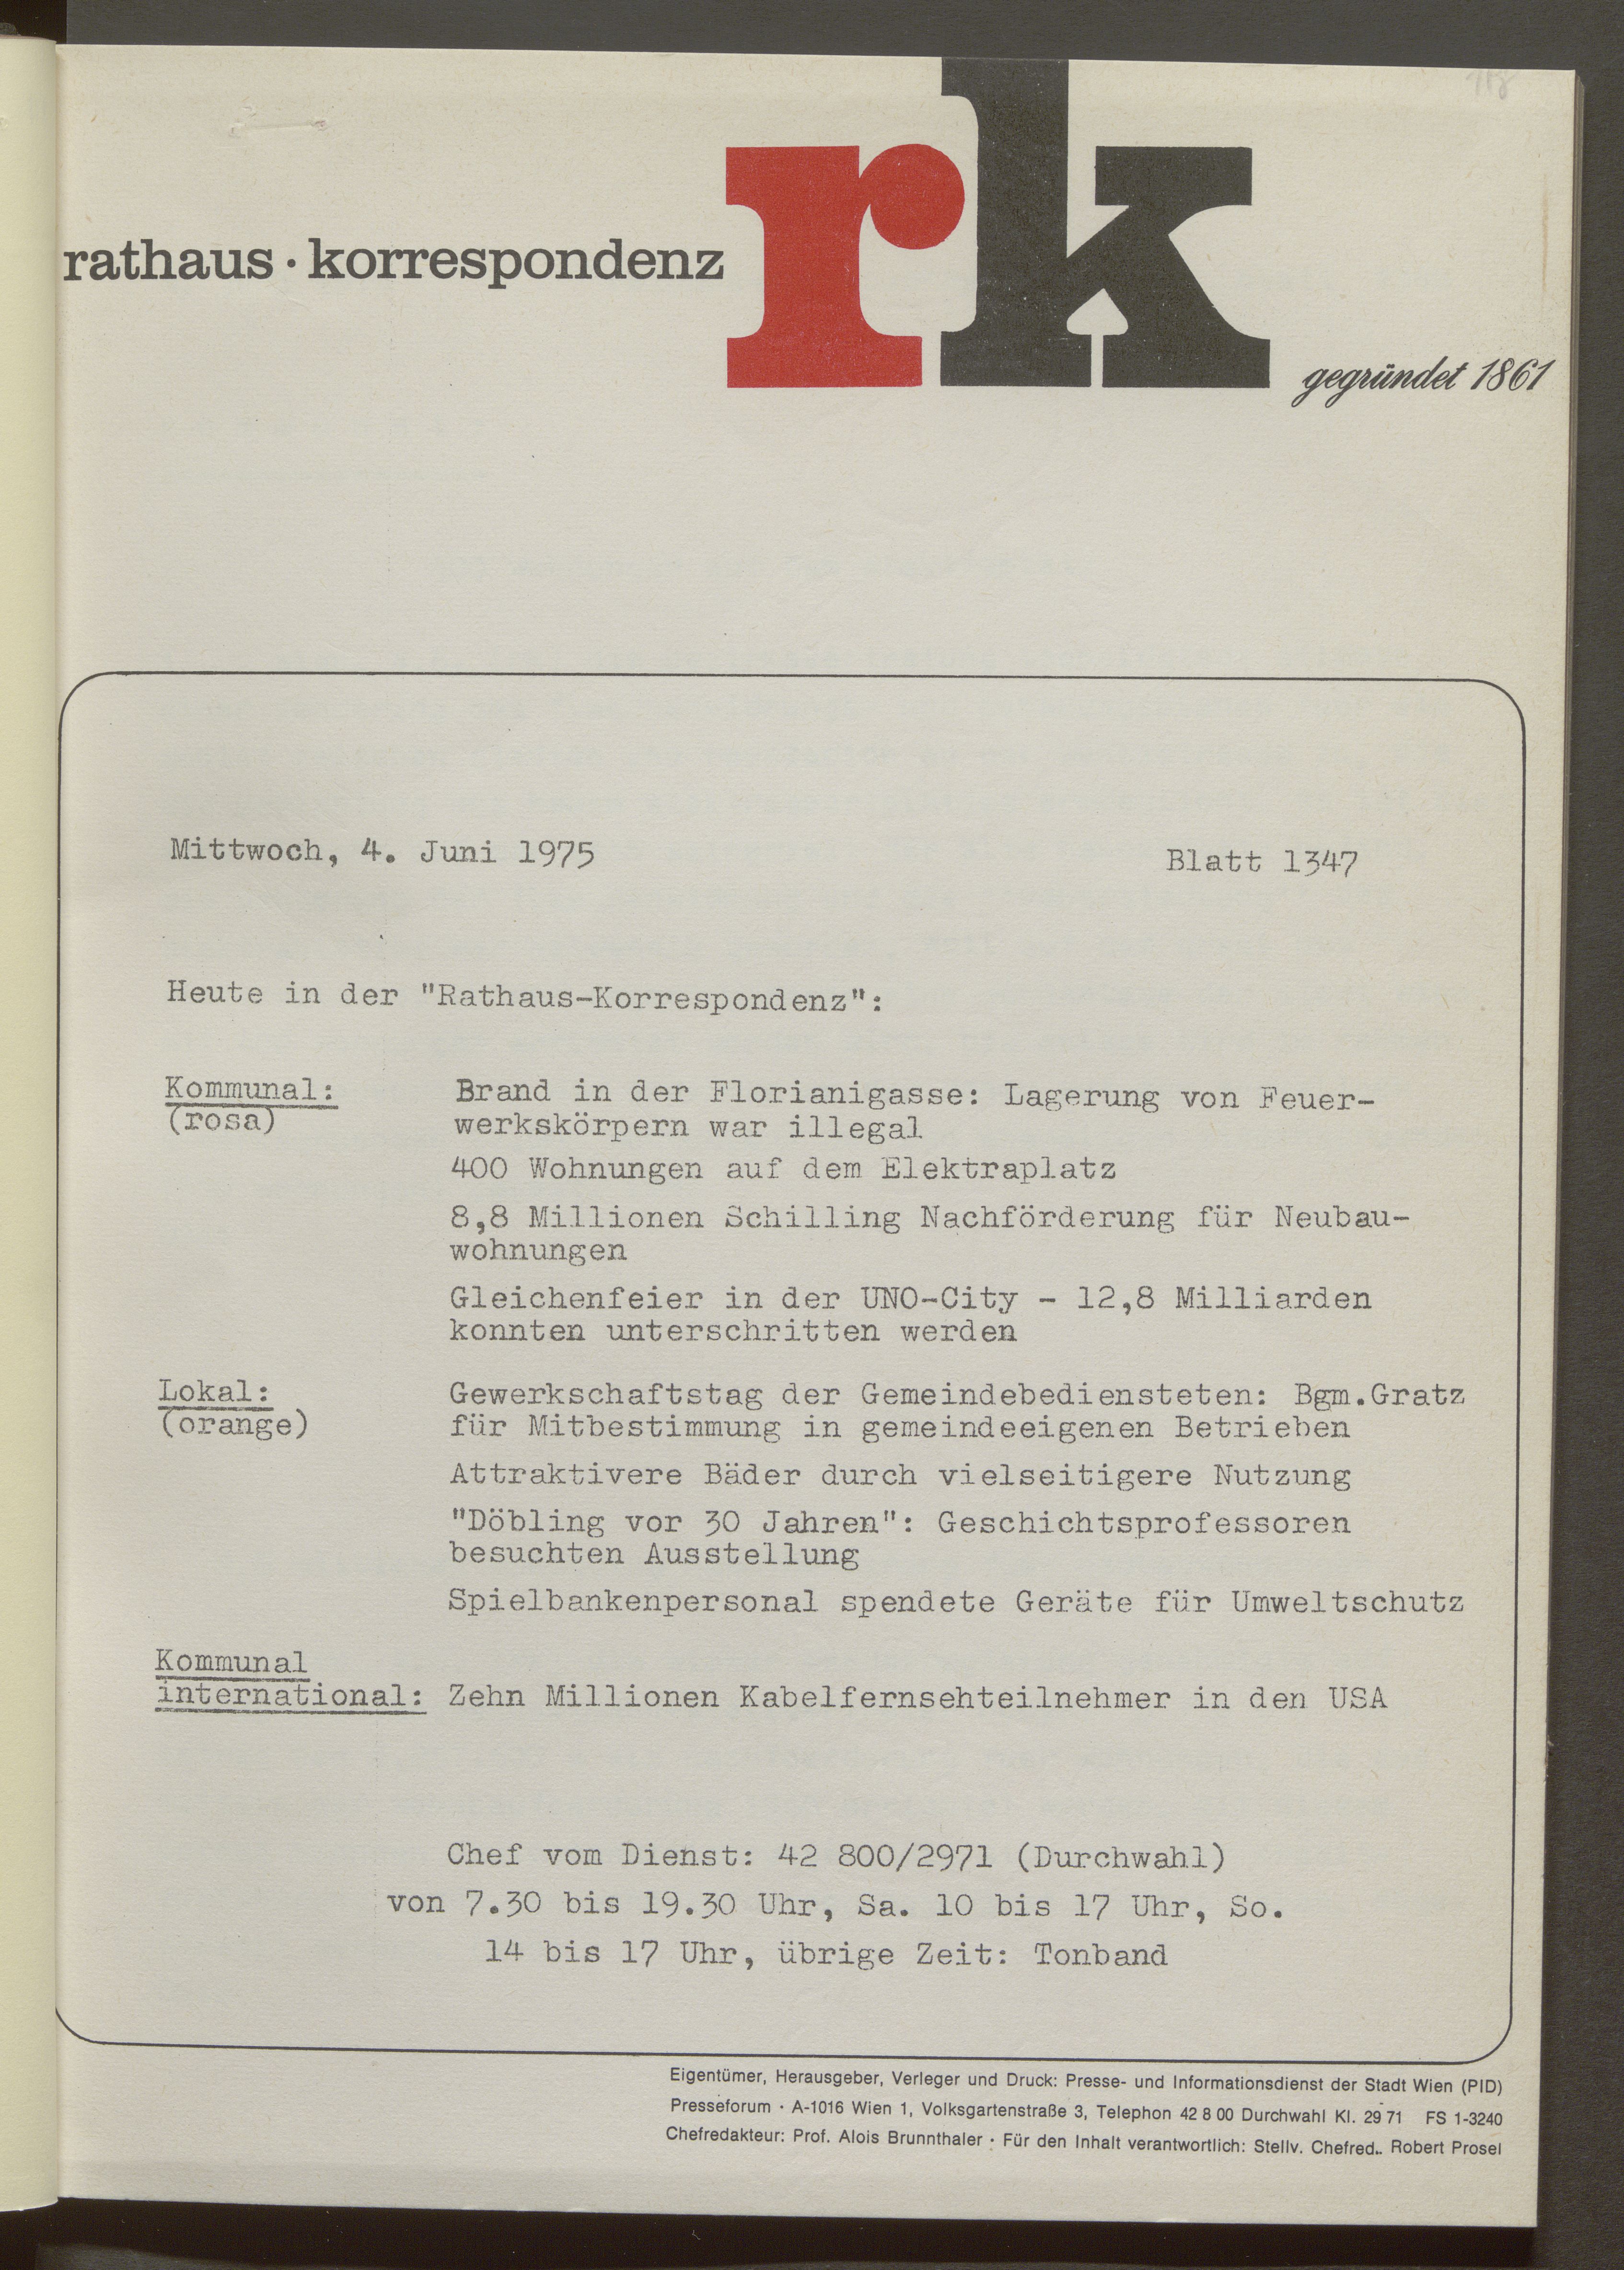 rathaus · korrespondenz
rk
gegründet 1861
Mittwoch, 4. Juni 1975 Blatt 1347
Heute in der "Rathaus-Korrespondenz":
Kommunal: Brand in der Florianigasse: Lagerung von Feuer-
(rosa) werkskörpern war illegal
400 Wohnungen auf dem Elektraplatz
8,8 Millionen Schilling Nachförderung für Neubau-
wohnungen
Gleichenfeier in der UNO-City - 12,8 Milliarden
konnten unterschritten werden
Lokal: Gewerkschaftstag der Gemeindebediensteten: Bgm.Gratz
(orange) für Mitbestimmung in gemeindeeigenen Betrieben
Attraktivere Bäder durch vielseitigere Nutzung
"Döbling vor 30 Jahren": Geschichtsprofessoren
besuchten Ausstellung
Spielbankenpersonal spendete Geräte für Umweltschutz
Kommunal
international: Zehn Millionen Kabelfernsehteilnehmer in den USA
Chef vom Dienst: 42 800/2971 (Durchwahl)
von 7.30 bis 19.30 Uhr, Sa. 10 bis 17 Uhr, So.
14 bis 17 Uhr, übrige Zeit: Tonband
Eigentümer, Herausgeber, Verleger und Druck: Presse- und Informationsdienst der Stadt Wien (PID)
Presseforum · A-1016 Wien 1, Volksgartenstraße 3, Telephon 42 8 00 Durchwahl Kl. 29 71 FS 1-3240
Chefredakteur: Prof. Alois Brunnthaler · Für den Inhalt verantwortlich: Stellv. Chefred.. Robert Prosel